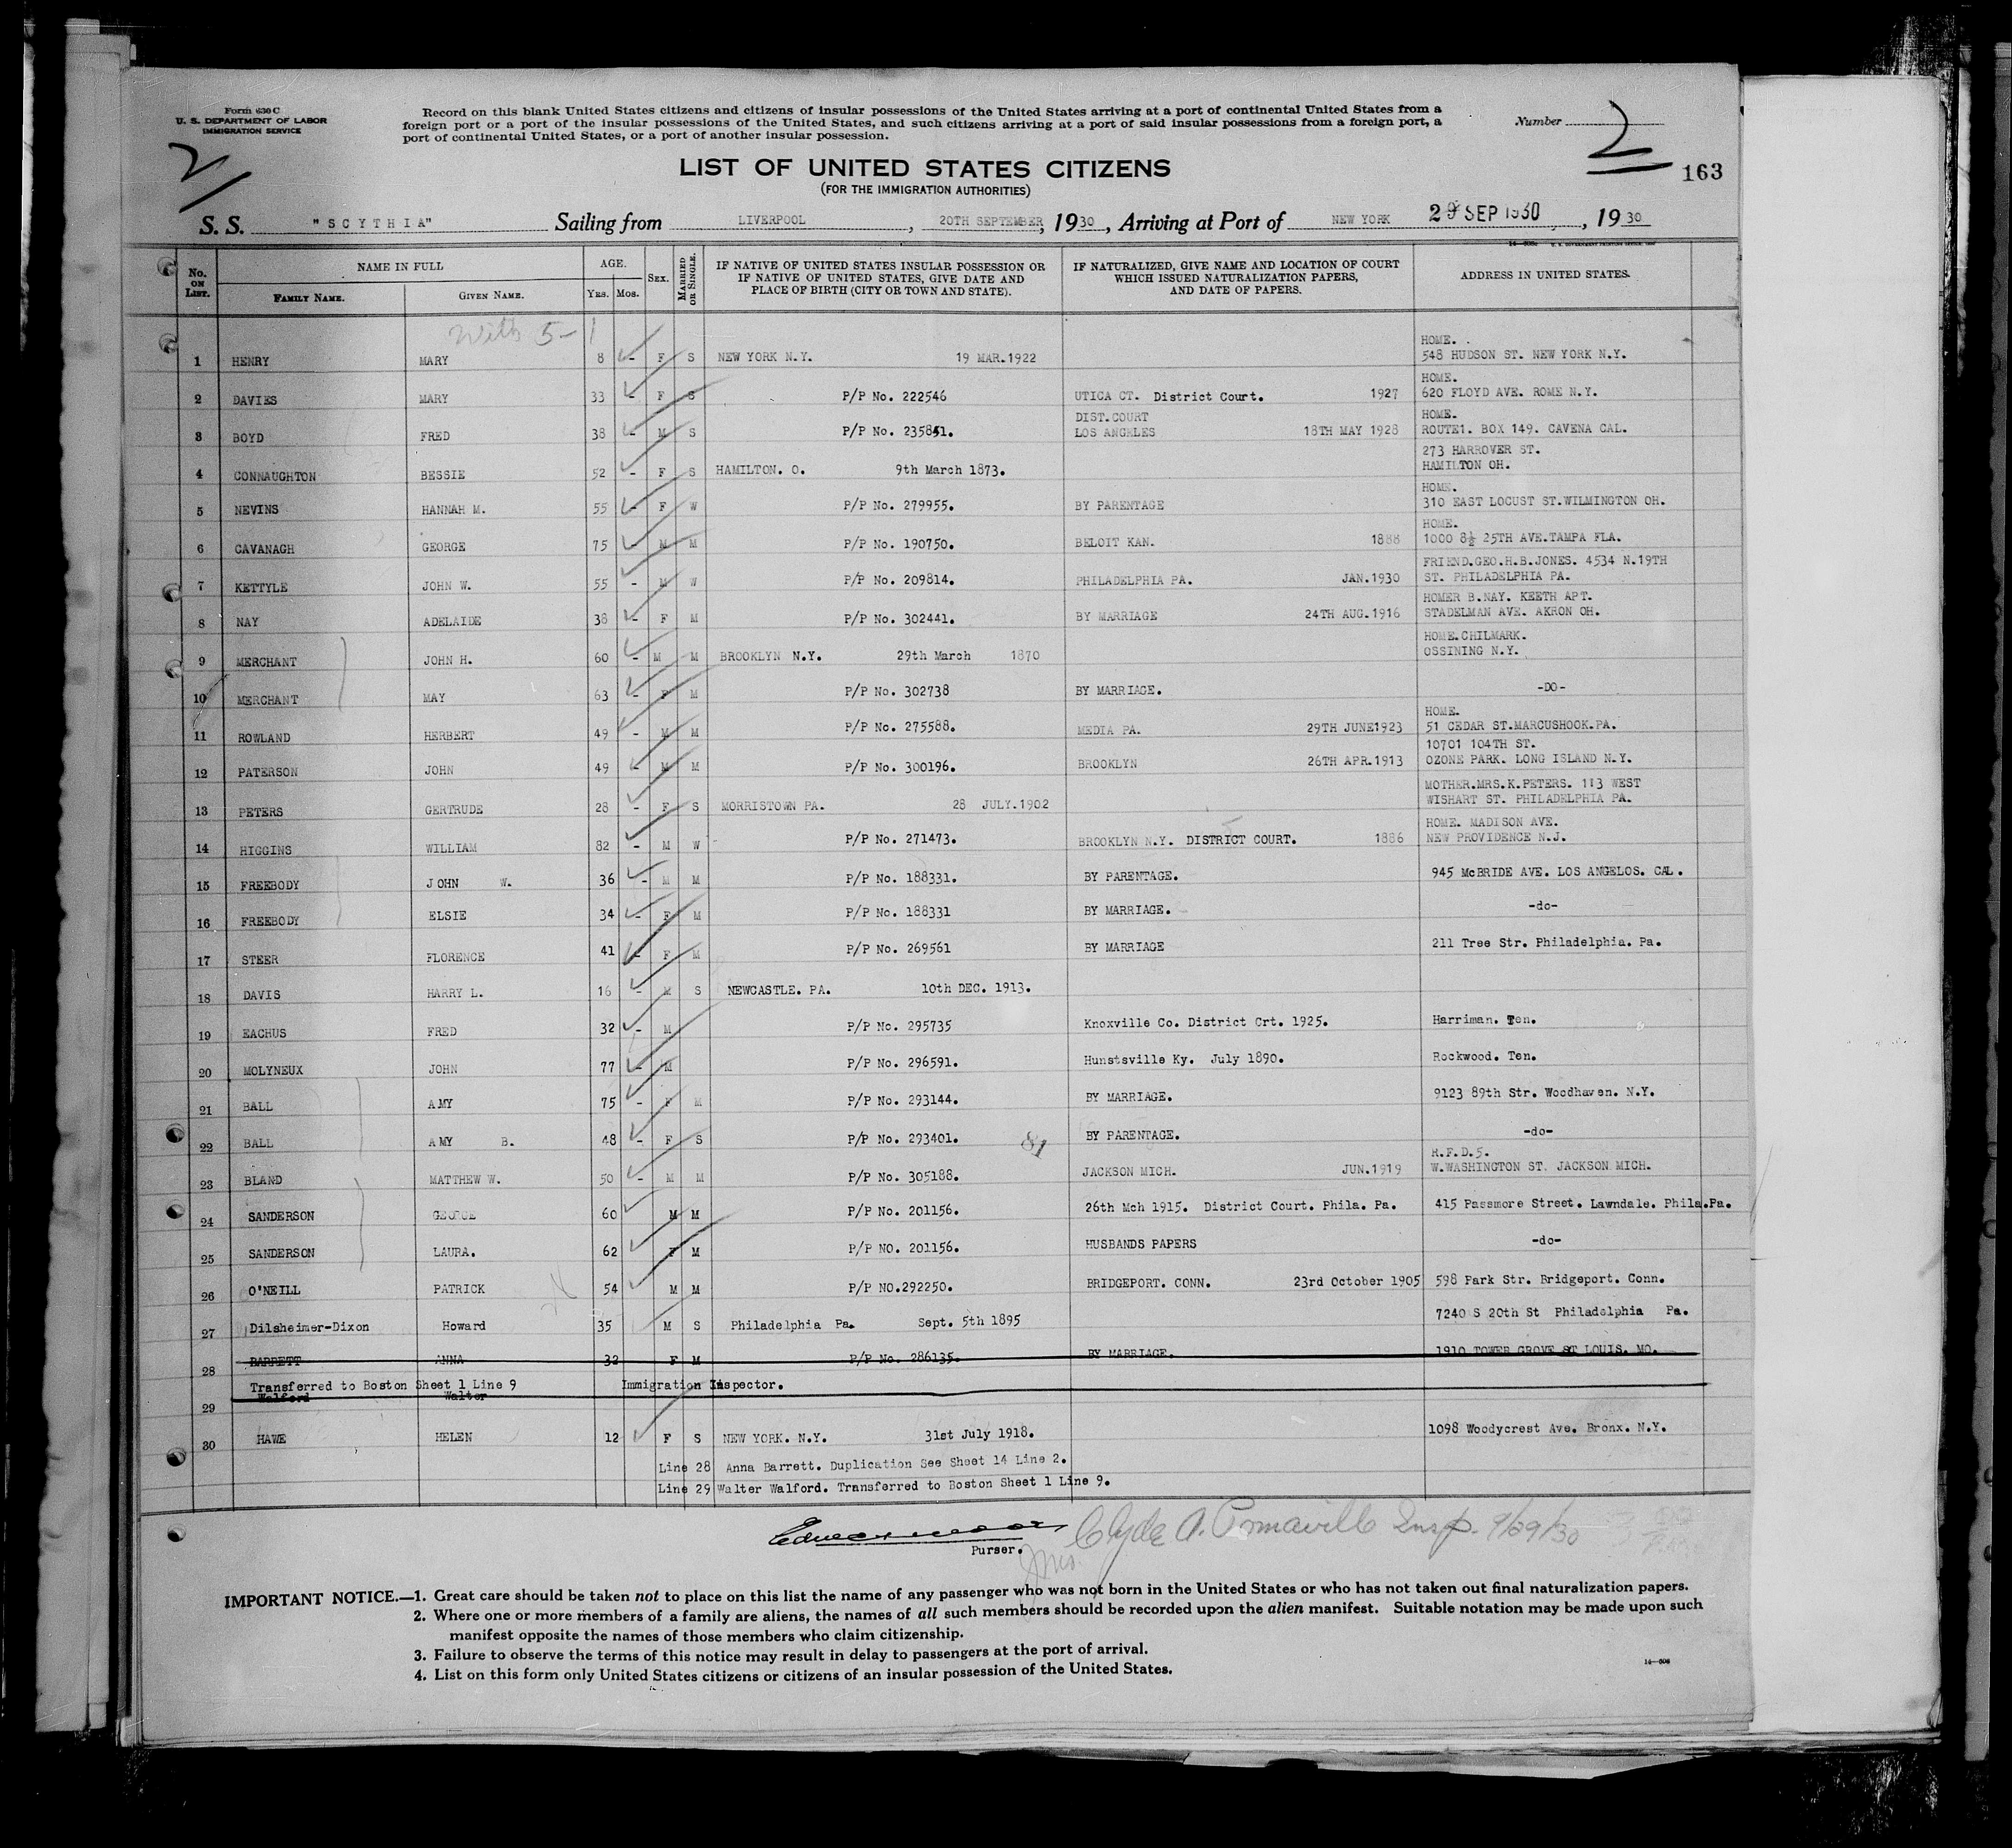 Form 630 C
U. S. DEPARTMENT OF LABOR
IMMIGRATION SERVICE
Record on this blank United States citizens and citizens of insular possessions of the United States arriving at a port of continental United States from a
foreign port or a port of the insular possessions of the United States, and such citizens arriving at a port of said insular possessions from a foreign port, a
port of continental United States, or a port of another insular possession.
Number 2
2
163
LIST OF UNITED STATES CITIZENS
(FOR THE IMMIGRATION AUTHORITIES)
S. S. "SCYTHIA" Sailing from LIVERPOOL, 20TH SEPTEMBER, 1930, Arriving at Port of NEW YORK 29 SEP 1930, 1930
No. ON LIST. NAME IN FULL AGE. SEX. MARRIED OR SINGLE. IF NATIVE OF UNITED STATES INSULAR POSSESSION OR IF NATIVE OF UNITED STATES, GIVE DATE AND PLACE OF BIRTH (CITY OR TOWN AND STATE). IF NATURALIZED, GIVE NAME AND LOCATION OF COURT WHICH ISSUED NATURALIZATION PAPERS, AND DATE OF PAPERS. ADDRESS IN UNITED STATES.
FAMILY NAME. GIVEN NAME. YRS. MOS.
With 5-1
HOME.
1 HENRY MARY 8 - F S NEW YORK N.Y. 19 MAR.1922 548 HUDSON ST. NEW YORK N.Y.
HOME.
2 DAVIES MARY 33 - F S P/P No. 222546 UTICA CT. District Court. 1927 620 FLOYD AVE. ROME N.Y.
DIST.COURT HOME.
3 BOYD FRED 38 - M S P/P No. 235851. LOS ANGELES 18TH MAY 1928 ROUTE1. BOX 149. CAVENA CAL.
273 HARROVER ST.
4 CONNAUGHTON BESSIE 52 - F S HAMILTON. O. 9th March 1873. HAMILTON OH.
HOME.
5 NEVINS HANNAH M. 55 - F W P/P No. 279955. BY PARENTAGE 310 EAST LOCUST ST.WILMINGTON OH.
HOME.
6 CAVANAGH GEORGE 75 - M M P/P No. 190750. BELOIT KAN. 1888 1000 8½ 25TH AVE.TAMPA FLA.
FRIEND.GEO.H.B.JONES. 4534 N.19TH
7 KETTYLE JOHN W. 55 - M W P/P No. 209814. PHILADELPHIA PA. JAN.1930 ST. PHILADELPHIA PA.
HOMER B.NAY. KEETH APT.
8 NAY ADELAIDE 38 - F M P/P No. 302441. BY MARRIAGE 24TH AUG.1916 STADELMAN AVE. AKRON OH.
HOME.CHILMARK.
9 MERCHANT JOHN H. 60 - M M BROOKLYN N.Y. 29th March 1870 OSSINING N.Y.
10 MERCHANT MAY 63 - F M P/P No. 302738 BY MARRIAGE. -DO-
HOME.
11 ROWLAND HERBERT 49 - M M P/P No. 275588. MEDIA PA. 29TH JUNE1923 51 CEDAR ST.MARCUSHOOK.PA.
10701 104TH ST.
12 PATERSON JOHN 49 - M M P/P No. 300196. BROOKLYN 26TH APR.1913 OZONE PARK. LONG ISLAND N.Y.
MOTHER.MRS.K.PETERS. 113 WEST
13 PETERS GERTRUDE 28 - F S MORRISTOWN PA. 28 JULY.1902 WISHART ST. PHILADELPHIA PA.
HOME. MADISON AVE.
14 HIGGINS WILLIAM 82 - M W P/P No. 271473. BROOKLYN N.Y. DISTRICT COURT. 1886 NEW PROVIDENCE N.J.
15 FREEBODY JOHN W. 36 - M M P/P No. 188331. BY PARENTAGE. 945 McBRIDE AVE. LOS ANGELOS. CAL.
16 FREEBODY ELSIE 34 - F M P/P No. 188331 BY MARRIAGE. -do-
17 STEER FLORENCE 41 - F M P/P No. 269561 BY MARRIAGE 211 Tree Str. Philadelphia. Pa.
18 DAVIS HARRY L. 16 - M S NEWCASTLE. PA. 10th DEC. 1913.
19 EACHUS FRED 32 - M P/P No. 295735 Knoxville Co. District Crt. 1925. Harriman. Ten.
20 MOLYNEUX JOHN 77 - M P/P No. 296591. Hunstsville Ky. July 1890. Rockwood. Ten.
21 BALL AMY 75 - F M P/P No. 293144. BY MARRIAGE. 9123 89th Str. Woodhaven. N.Y.
22 BALL AMY B. 48 - F S P/P No. 293401. 81 BY PARENTAGE. -do-
R.F.D.5.
23 BLAND MATTHEW W. 50 - M M P/P No. 305188. JACKSON MICH. JUN.1919 W.WASHINGTON ST. JACKSON MICH.
24 SANDERSON GEORGE 60 M M P/P No. 201156. 26th Mch 1915. District Court. Phila. Pa. 415 Passmore Street. Lawndale. Phila.Pa.
25 SANDERSON LAURA. 62 F M P/P NO. 201156. HUSBANDS PAPERS -do-
26 O'NEILL PATRICK 54 M M P/P NO.292250. BRIDGEPORT. CONN. 23rd October 1905 598 Park Str. Bridgeport. Conn.
27 Dilsheimer-Dixon Howard 35 M S Philadelphia Pa. Sept. 5th 1895 7240 S 20th St Philadelphia Pa.
28 BARRETT ANNA 32 F M P/P No. 286135. BY MARRIAGE. 1910 TOWER GROVE ST LOUIS. MO.
Transferred to Boston Sheet 1 Line 9 Immigration Inspector.
29 Walford Walter
30 HAWE HELEN 12 F S NEW YORK. N.Y. 31st July 1918. 1098 Woodycrest Ave. Bronx. N.Y.
Line 28 Anna Barrett. Duplication See Sheet 14 Line 2.
Line 29 Walter Walford. Transferred to Boston Sheet 1 Line 9.
Clyde A. Insp. 9/29/30
Purser.
IMPORTANT NOTICE.—1. Great care should be taken not to place on this list the name of any passenger who was not born in the United States or who has not taken out final naturalization papers.
2. Where one or more members of a family are aliens, the names of all such members should be recorded upon the alien manifest. Suitable notation may be made upon such
manifest opposite the names of those members who claim citizenship.
3. Failure to observe the terms of this notice may result in delay to passengers at the port of arrival.
4. List on this form only United States citizens or citizens of an insular possession of the United States.